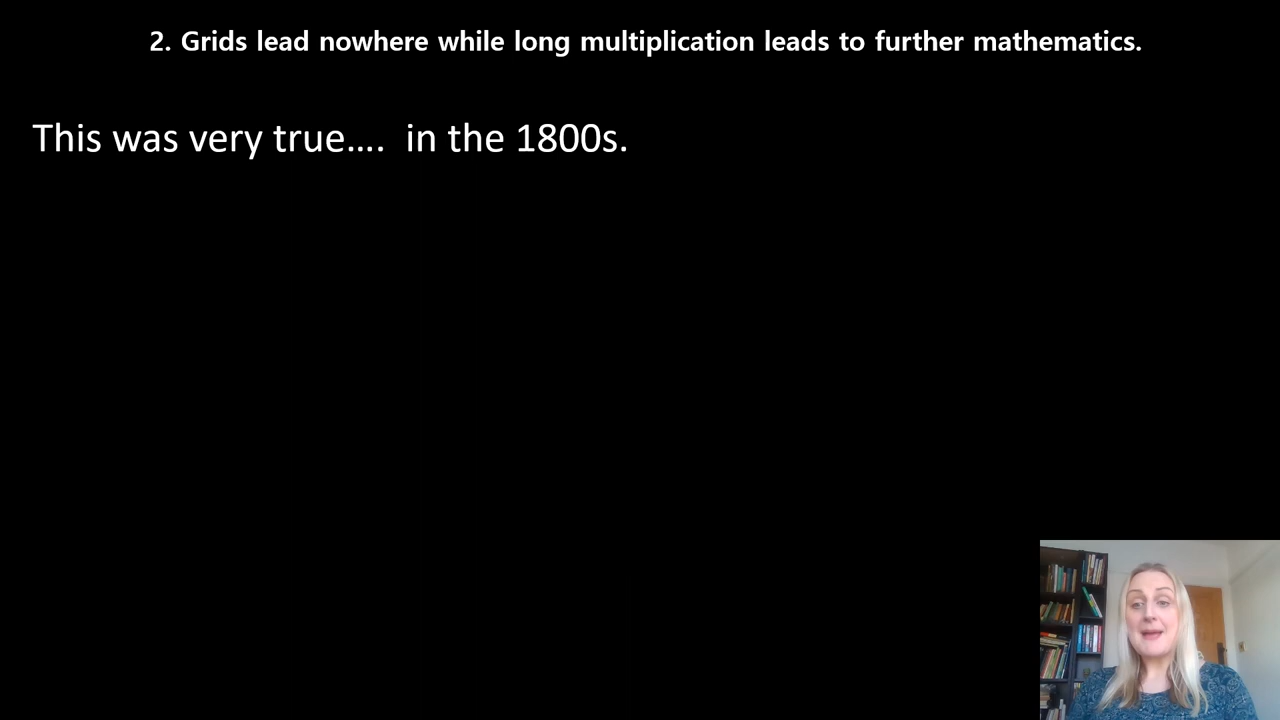 2. Grids lead nowhere while long multiplication leads to further mathematics.
This was very true.... in the 1800s.